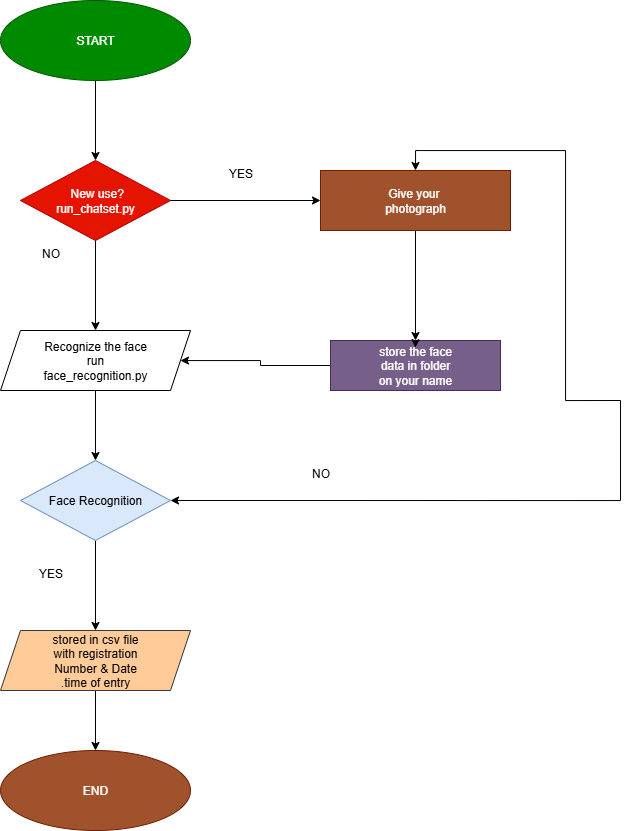 START
New use?
run_chatset.py
YES
Give your
photograph
NO
Recognize the face
run
face_recognition.py
store the face
data in folder
on your name
Face Recognition
NO
YES
stored in csv file
with registration
Number & Date
.time of entry
END